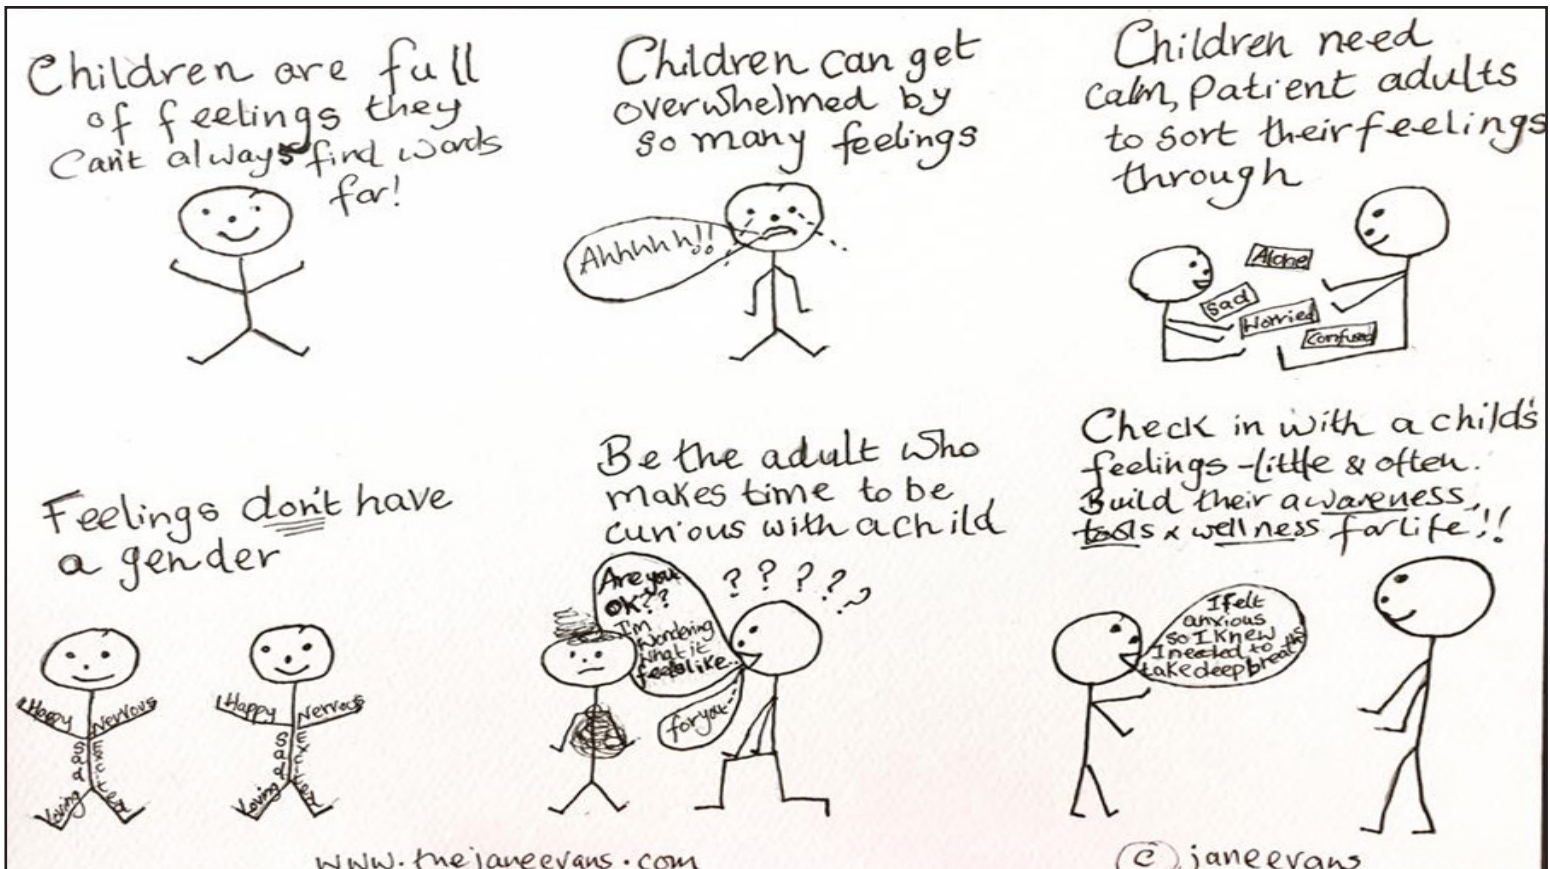 Children are full
of feelings they
Can't always find words
for!
Children can get
overwhelmed by
so many feelings
Ahhhhh!!
Children need
calm, Patient adults
to sort their feelings
through
Alone
Sad
Worried
Confused
Feelings don't have
a gender
Happy Nervous
Sad Excited
Loving
Happy Nervous
Sad Excited
Loving
Be the adult who
makes time to be
curious with a child
Are you
OK??
I'm
wondering
what it
feels like..
for you-
? ? ? ? ?
Check in with a child's
feelings - little & often.
Build their awareness,
tools & wellness for life!!
I felt
anxious
so I knew
I needed to
take deep breaths
www.thejaneevans.com
© janeevans